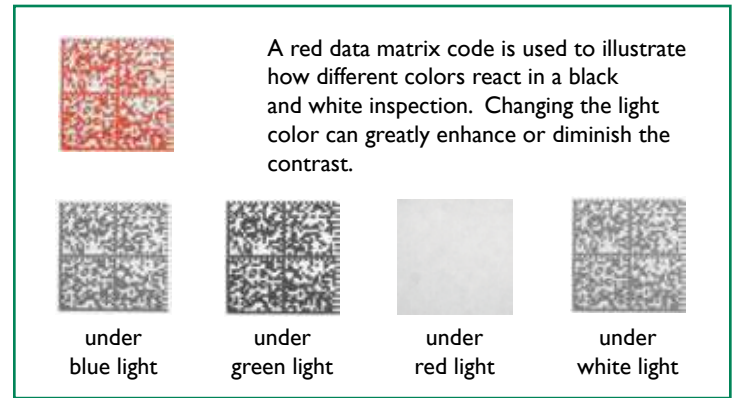 A red data matrix code is used to illustrate
how different colors react in a black
and white inspection.  Changing the light
color can greatly enhance or diminish the
contrast.
under
blue light
under
green light
under
red light
under
white light